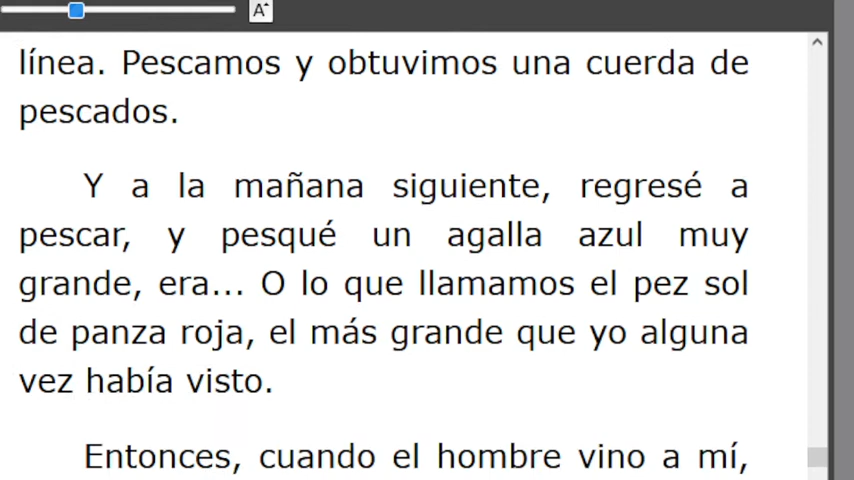 A
línea. Pescamos y obtuvimos una cuerda de
pescados.
Y a la mañana siguiente, regresé a
pescar, y pesqué un agalla azul muy
grande, era... O lo que llamamos el pez sol
de panza roja, el más grande que yo alguna
vez había visto.
Entonces, cuando el hombre vino a mí,